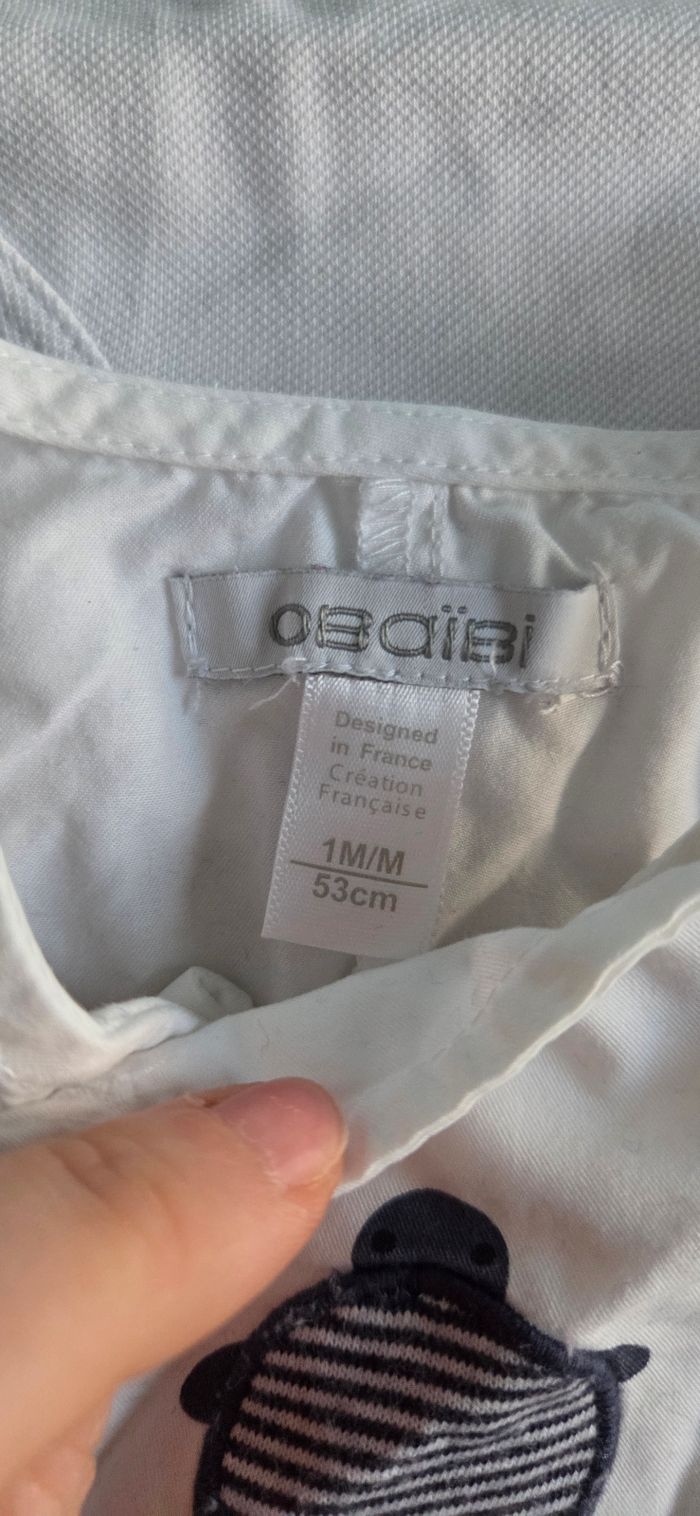 OBAÏBI
Designed
in France
Création
Française
1M/M
53cm